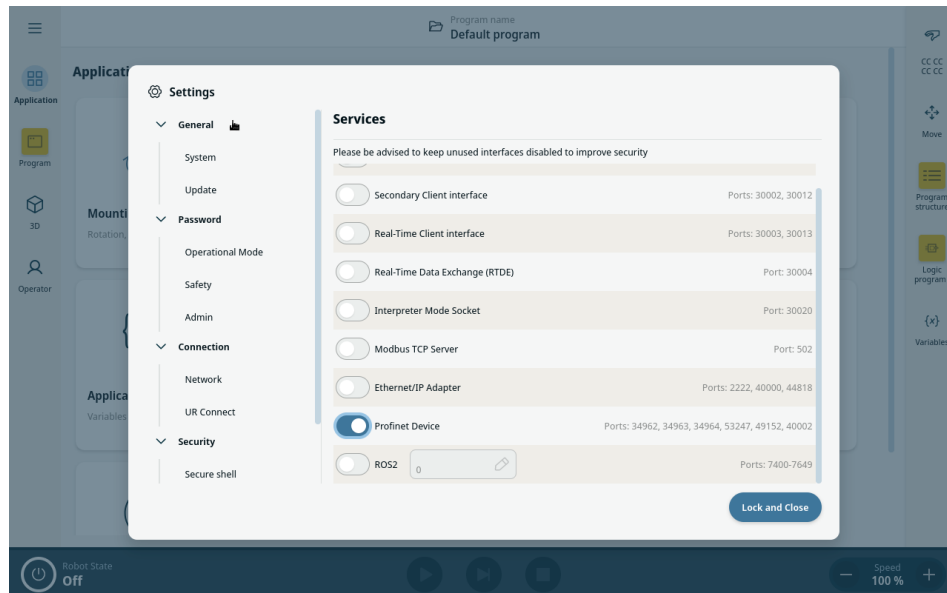 Program name
Default program
Applicati
Application
Program
3D
Operator
Mounti
Rotation,
Applica
Variables
Settings
General
System
Update
Password
Operational Mode
Safety
Admin
Connection
Network
UR Connect
Security
Secure shell
Services
Please be advised to keep unused interfaces disabled to improve security
Secondary Client interface Ports: 30002, 30012
Real-Time Client interface Ports: 30003, 30013
Real-Time Data Exchange (RTDE) Port: 30004
Interpreter Mode Socket Port: 30020
Modbus TCP Server Port: 502
Ethernet/IP Adapter Ports: 2222, 40000, 44818
Profinet Device Ports: 34962, 34963, 34964, 53247, 49152, 40002
ROS2 0 Ports: 7400-7649
Lock and Close
CC CC
CC CC
Move
Program
structure
Logic
program
{x}
Variables
Robot State
Off
Speed
100 %